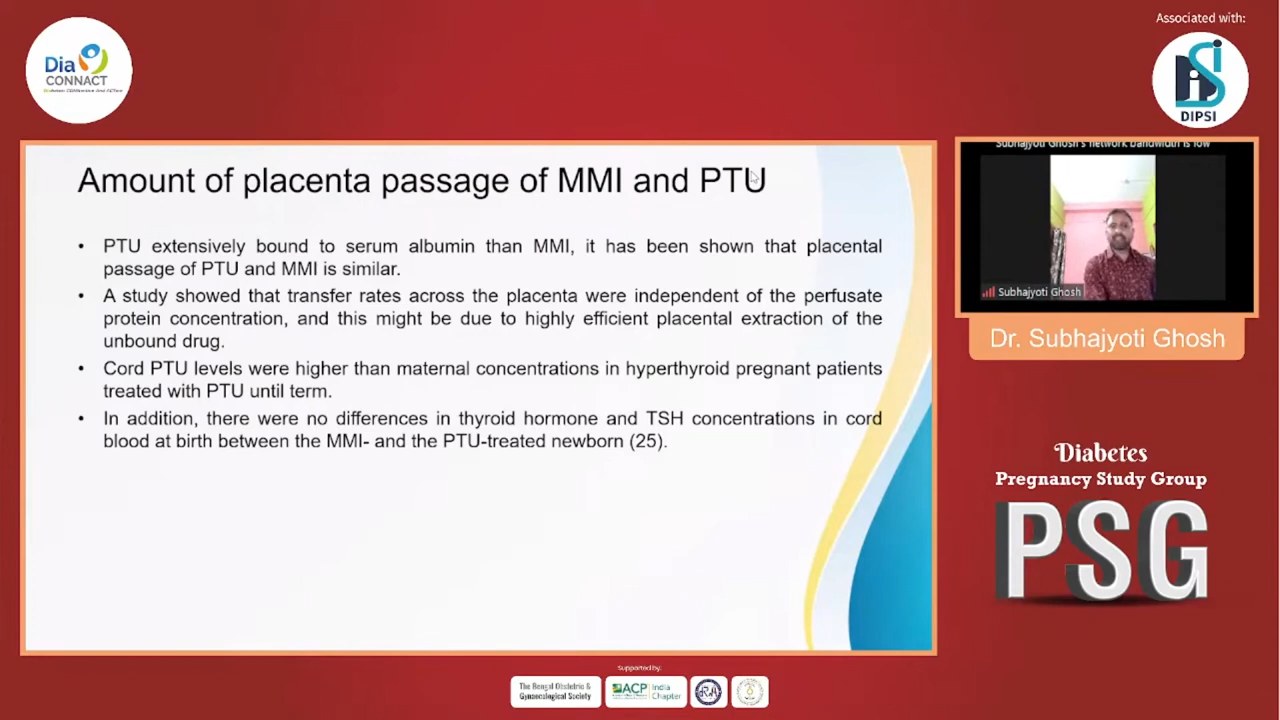 Associated with:
Dia
CONNACT
DIPSI
Amount of placenta passage of MMI and PTU
• PTU extensively bound to serum albumin than MMI, it has been shown that placental
passage of PTU and MMI is similar.
• A study showed that transfer rates across the placenta were independent of the perfusate
protein concentration, and this might be due to highly efficient placental extraction of the
unbound drug.
• Cord PTU levels were higher than maternal concentrations in hyperthyroid pregnant patients
treated with PTU until term.
• In addition, there were no differences in thyroid hormone and TSH concentrations in cord
blood at birth between the MMI- and the PTU-treated newborn (25).
Subhajyoti Ghosh's network bandwidth is low
Subhajyoti Ghosh
Dr. Subhajyoti Ghosh
Diabetes
Pregnancy Study Group
PSG
Supported by:
The Bengal Obstetric &
Gynaecological Society
ACP
India
Chapter